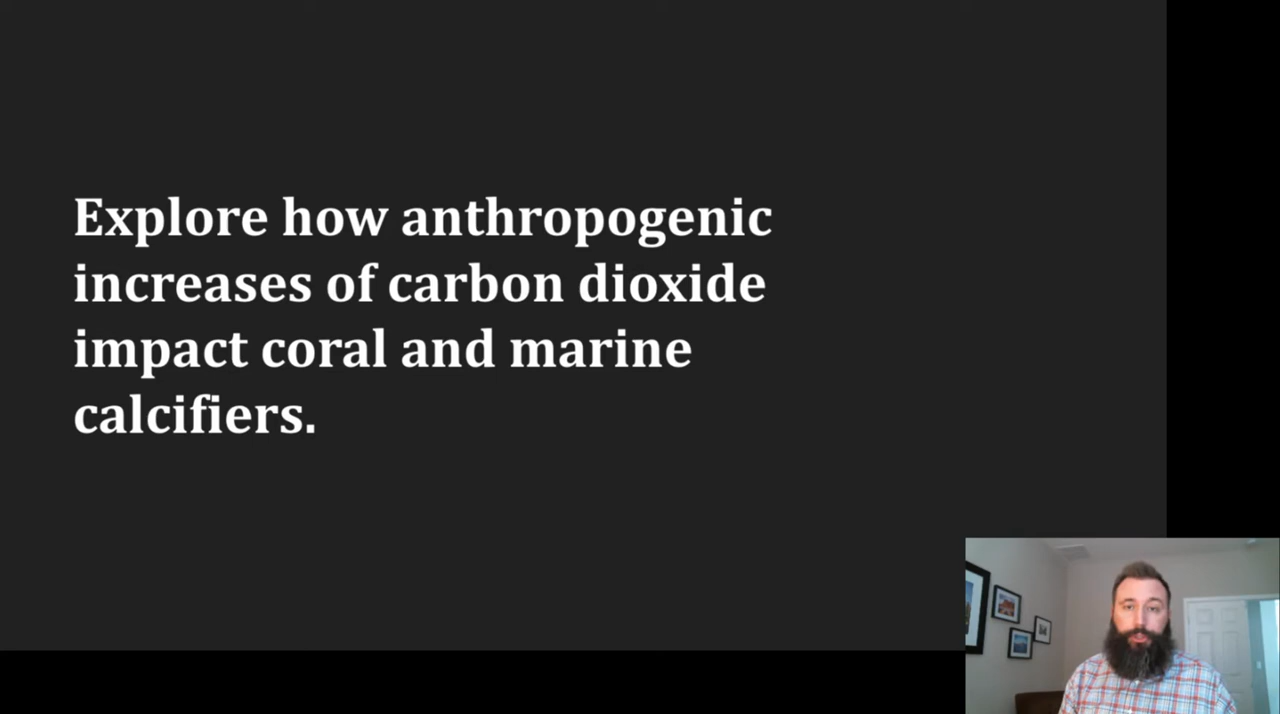 Explore how anthropogenic
increases of carbon dioxide
impact coral and marine
calcifiers.